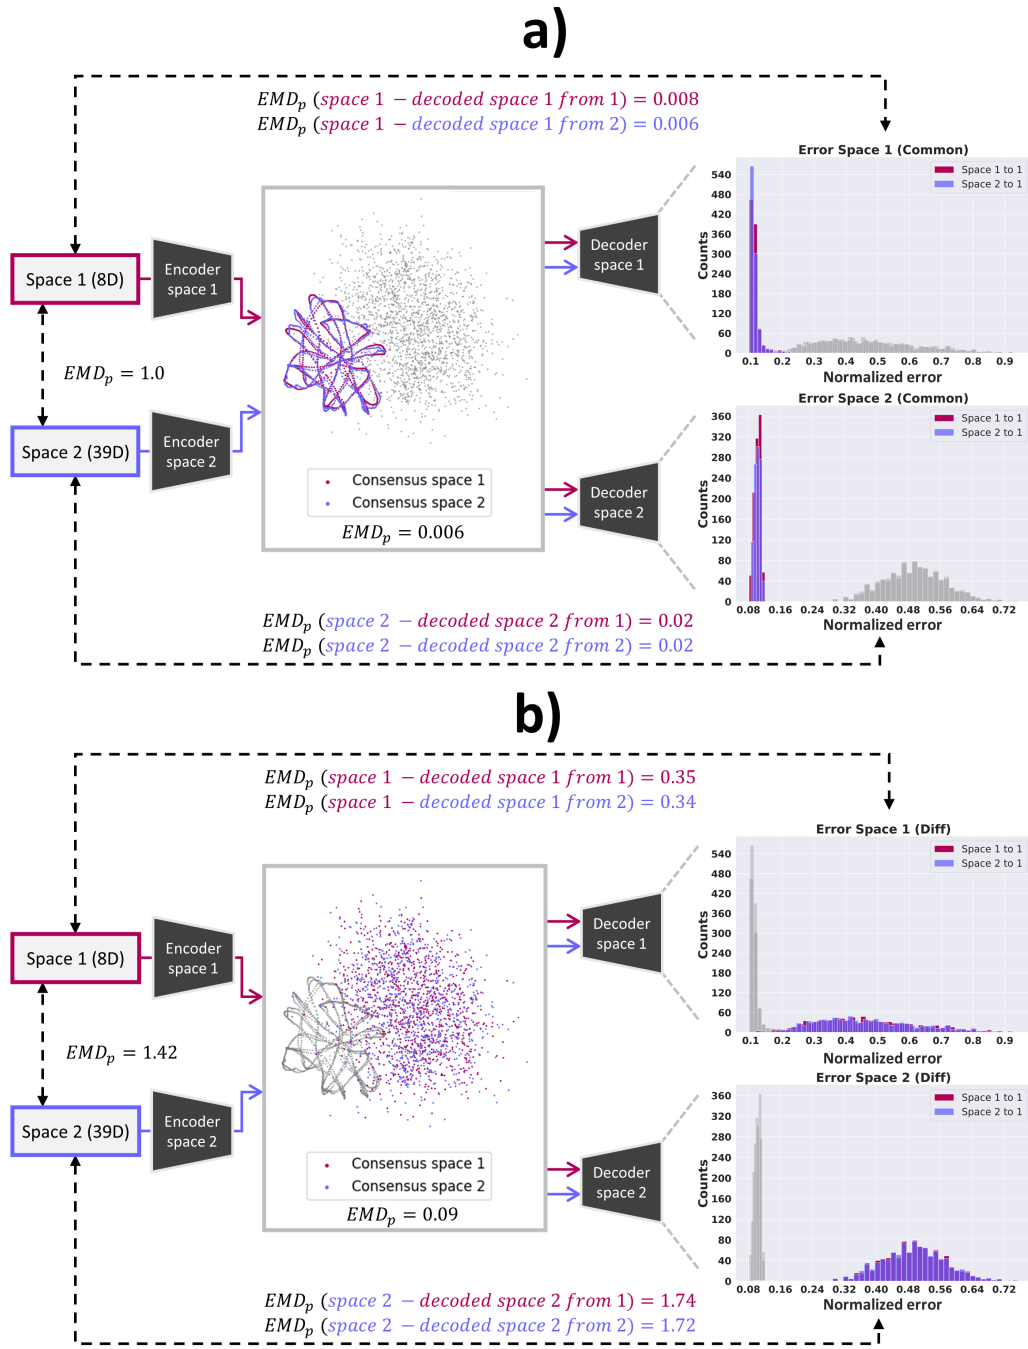 a)
EMDp (space 1 − decoded space 1 from 1) = 0.008
EMDp (space 1 − decoded space 1 from 2) = 0.006
Space 1 (8D)
Encoder
space 1
EMDp = 1.0
Space 2 (39D)
Encoder
space 2
Consensus space 1
Consensus space 2
EMDp = 0.006
Decoder
space 1
Decoder
space 2
Error Space 1 (Common)
Space 1 to 1
Space 2 to 1
Counts
540
480
420
360
300
240
180
120
60
0
0.1 0.2 0.3 0.4 0.5 0.6 0.7 0.8 0.9
Normalized error
Error Space 2 (Common)
Space 1 to 1
Space 2 to 1
Counts
360
320
280
240
200
160
120
80
40
0
0.08 0.16 0.24 0.32 0.40 0.48 0.56 0.64 0.72
Normalized error
EMDp (space 2 − decoded space 2 from 1) = 0.02
EMDp (space 2 − decoded space 2 from 2) = 0.02
b)
EMDp (space 1 − decoded space 1 from 1) = 0.35
EMDp (space 1 − decoded space 1 from 2) = 0.34
Space 1 (8D)
Encoder
space 1
EMDp = 1.42
Space 2 (39D)
Encoder
space 2
Consensus space 1
Consensus space 2
EMDp = 0.09
Decoder
space 1
Decoder
space 2
Error Space 1 (Diff)
Space 1 to 1
Space 2 to 1
Counts
540
480
420
360
300
240
180
120
60
0
0.1 0.2 0.3 0.4 0.5 0.6 0.7 0.8 0.9
Normalized error
Error Space 2 (Diff)
Space 1 to 1
Space 2 to 1
Counts
360
320
280
240
200
160
120
80
40
0
0.08 0.16 0.24 0.32 0.40 0.48 0.56 0.64 0.72
Normalized error
EMDp (space 2 − decoded space 2 from 1) = 1.74
EMDp (space 2 − decoded space 2 from 2) = 1.72